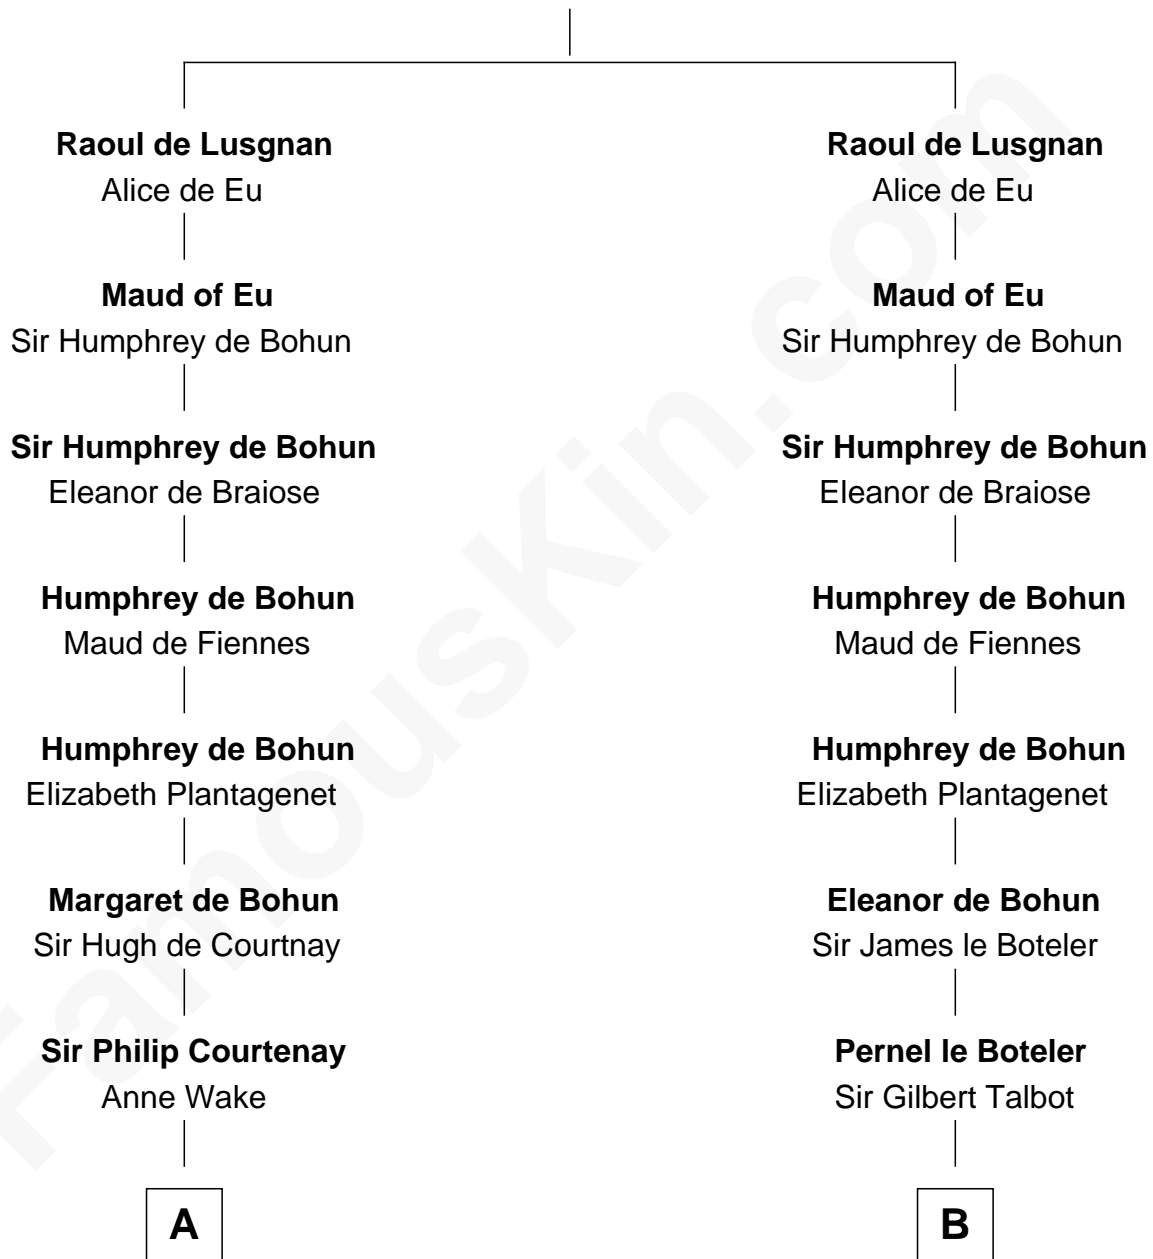 Raoul de Lusgnan
Alice de Eu
Maud of Eu
Sir Humphrey de Bohun
Sir Humphrey de Bohun
Eleanor de Braiose
Humphrey de Bohun
Maud de Fiennes
Humphrey de Bohun
Elizabeth Plantagenet
Margaret de Bohun
Sir Hugh de Courtnay
Sir Philip Courtenay
Anne Wake
A
Raoul de Lusgnan
Alice de Eu
Maud of Eu
Sir Humphrey de Bohun
Sir Humphrey de Bohun
Eleanor de Braiose
Humphrey de Bohun
Maud de Fiennes
Humphrey de Bohun
Elizabeth Plantagenet
Eleanor de Bohun
Sir James le Boteler
Pernel le Boteler
Sir Gilbert Talbot
B
FamousKin.com